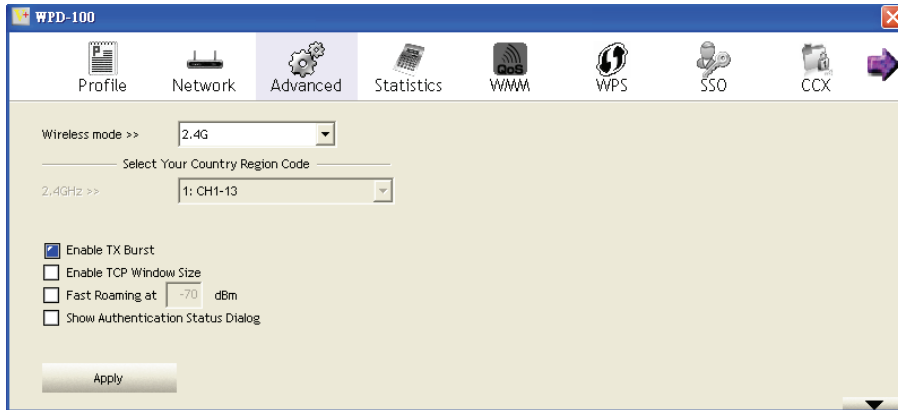 WPD-100
Profile Network Advanced Statistics QoS WMM WPS SSO CCX
Wireless mode >> 2.4G
Select Your Country Region Code
2.4GHz >> 1: CH1-13
Enable TX Burst
Enable TCP Window Size
Fast Roaming at -70 dBm
Show Authentication Status Dialog
Apply